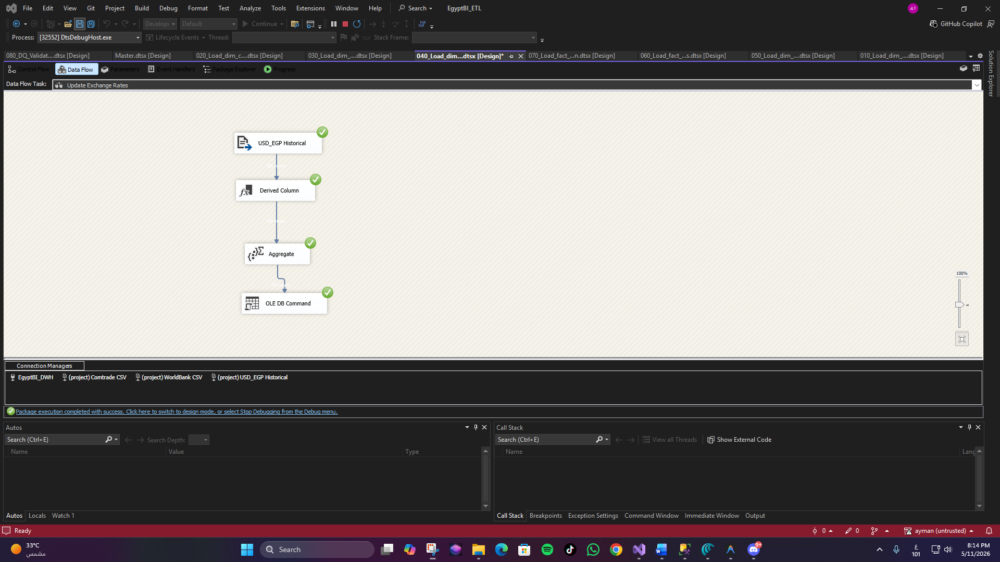 File Edit View Git Project Build Debug Format Test Analyze Tools Extensions Window Help Search EgyptBI_ETL AF
Develop Default Continue GitHub Copilot
Process: [32552] DtsDebugHost.exe Lifecycle Events Thread: Stack Frame:
080_DQ_Validat....dtsx [Design] Master.dtsx [Design] 020_Load_dim_c....dtsx [Design] 030_Load_dim_....dtsx [Design] 040_Load_dim...dtsx [Design]* 070_Load_fact_...n.dtsx [Design] 060_Load_fact_...s.dtsx [Design] 050_Load_dim_....dtsx [Design] 010_Load_dim_....dtsx [Design]
Solution Explorer
Control Flow Data Flow Parameters Event Handlers Package Explorer Progress
Data Flow Task: Update Exchange Rates
USD_EGP Historical
Derived Column
Aggregate
OLE DB Command
100%
Connection Managers
EgyptBI_DWH (project) Comtrade CSV (project) WorldBank CSV (project) USD_EGP Historical
Package execution completed with success. Click here to switch to design mode, or select Stop Debugging from the Debug menu.
Autos
Search (Ctrl+E) Search Depth:
Name Value Type
Autos Locals Watch 1
Call Stack
Search (Ctrl+E) View all Threads Show External Code
Name Lang
Call Stack Breakpoints Exception Settings Command Window Immediate Window Output
Ready 0 0 ayman (untrusted)
33°C
مشمس
Search
9+
ع
101
8:14 PM
5/11/2026